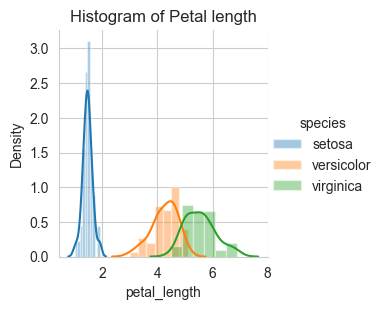 Histogram of Petal length
3.0
2.5
2.0
1.5
1.0
0.5
0.0
Density
2
4
6
8
petal_length
species
setosa
versicolor
virginica